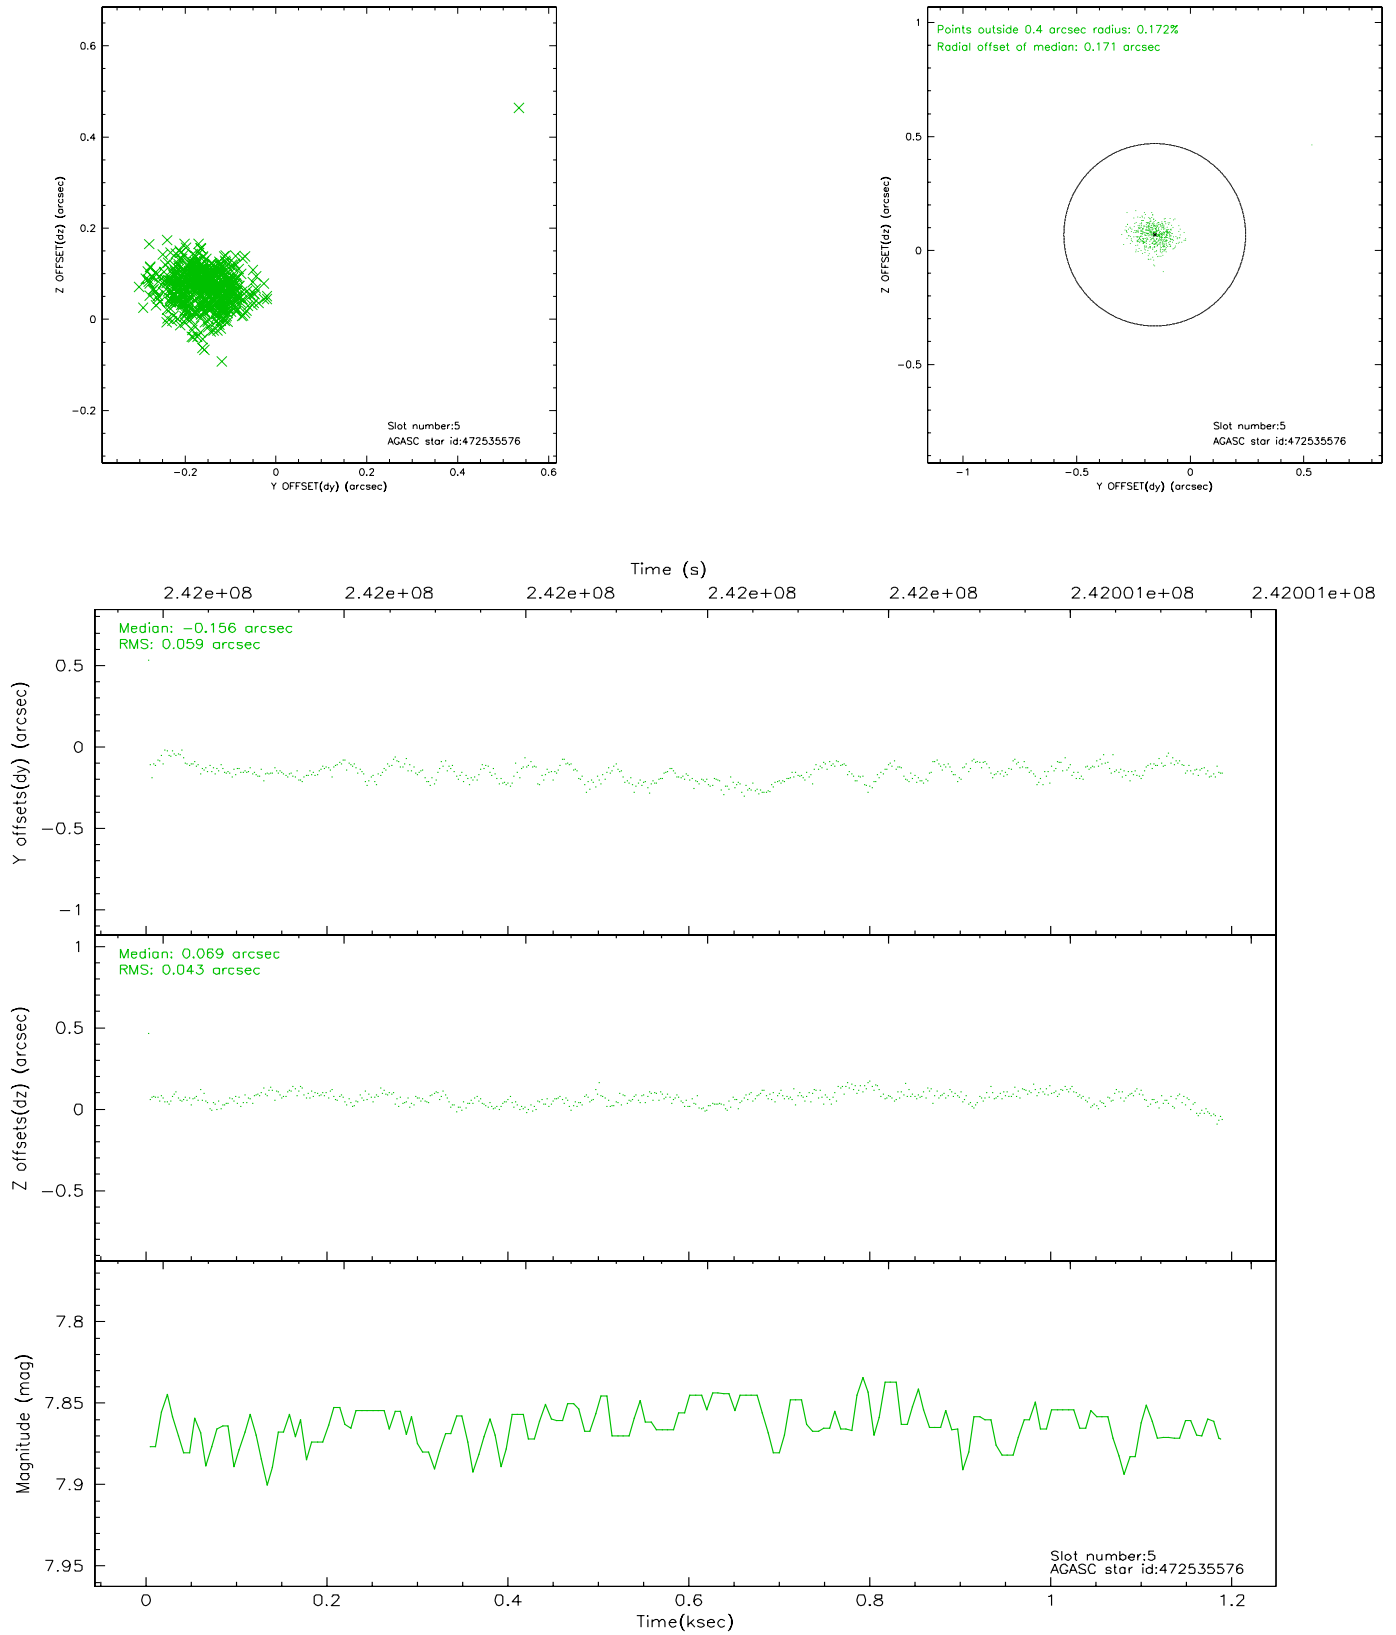 0.6
0.4
0.2
0
−0.2
Z OFFSET(dz) (arcsec)
Slot number:5
AGASC star id:472535576
−0.2 0 0.2 0.4 0.6
Y OFFSET(dy) (arcsec)
Points outside 0.4 arcsec radius: 0.172%
Radial offset of median: 0.171 arcsec
1
0.5
0
−0.5
Z OFFSET(dz) (arcsec)
Slot number:5
AGASC star id:472535576
−1 −0.5 0 0.5
Y OFFSET(dy) (arcsec)
Time (s)
2.42e+08 2.42e+08 2.42e+08 2.42e+08 2.42e+08 2.42001e+08 2.42001e+08
Median: −0.156 arcsec
RMS: 0.059 arcsec
0.5
0
−0.5
−1
Y offsets(dy) (arcsec)
Median: 0.069 arcsec
RMS: 0.043 arcsec
1
0.5
0
−0.5
Z offsets(dz) (arcsec)
7.8
7.85
7.9
7.95
Magnitude (mag)
Slot number:5
AGASC star id:472535576
0 0.2 0.4 0.6 0.8 1 1.2
Time(ksec)